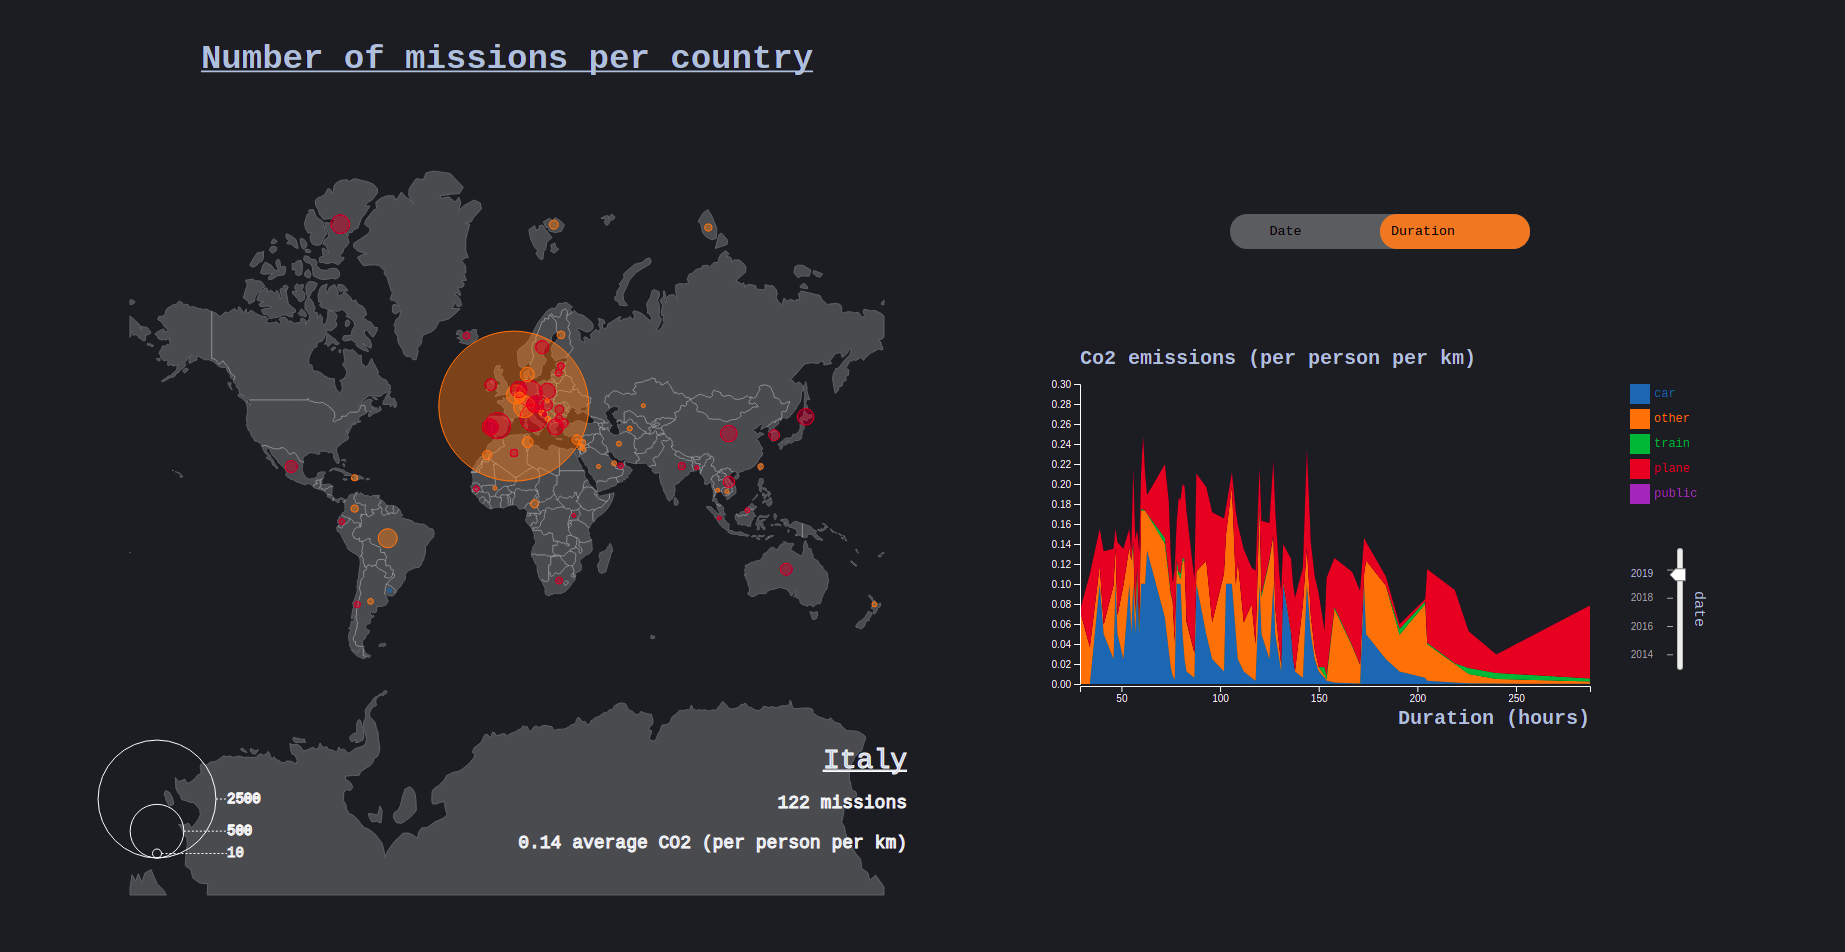 Number of missions per country
Date
Duration
Co2 emissions (per person per km)
0.30
0.28
0.26
0.24
0.22
0.20
0.18
0.16
0.14
0.12
0.10
0.08
0.06
0.04
0.02
0.00
50
100
150
200
250
Duration (hours)
car
other
train
plane
public
2019
2018
2016
2014
date
Italy
122 missions
0.14 average CO2 (per person per km)
2500
500
10